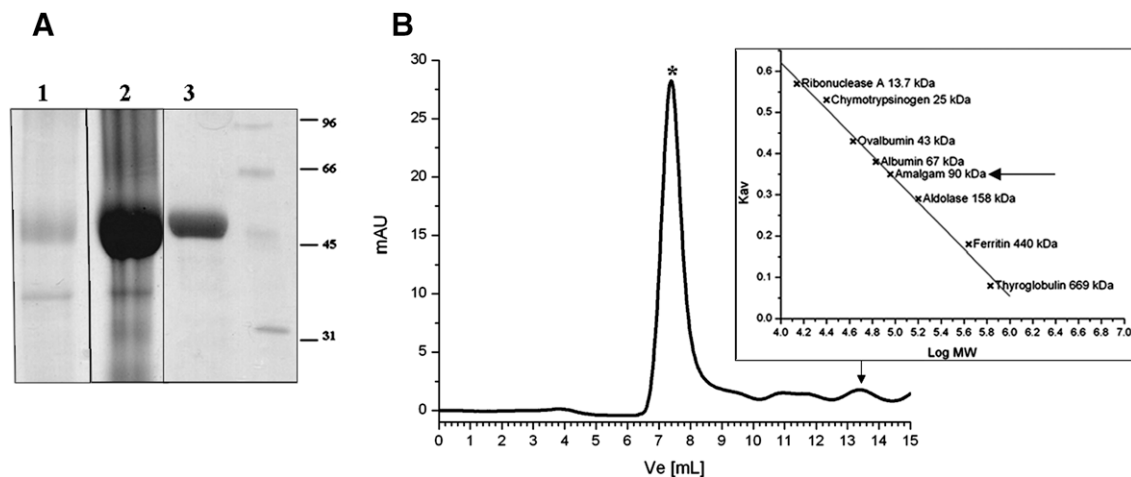 A
1 2 3
96
66
45
31
B
30
25
20
15
10
5
0
mAU
*
0 1 2 3 4 5 6 7 8 9 10 11 12 13 14 15
Ve [mL]
0.6
0.5
0.4
0.3
0.2
0.1
0.0
Kav
Ribonuclease A 13.7 kDa
Chymotrypsinogen 25 kDa
Ovalbumin 43 kDa
Albumin 67 kDa
Amalgam 90 kDa
Aldolase 158 kDa
Ferritin 440 kDa
Thyroglobulin 669 kDa
4.0 4.2 4.4 4.6 4.8 5.0 5.2 5.4 5.6 5.8 6.0 6.2 6.4 6.6 6.8 7.0
Log MW